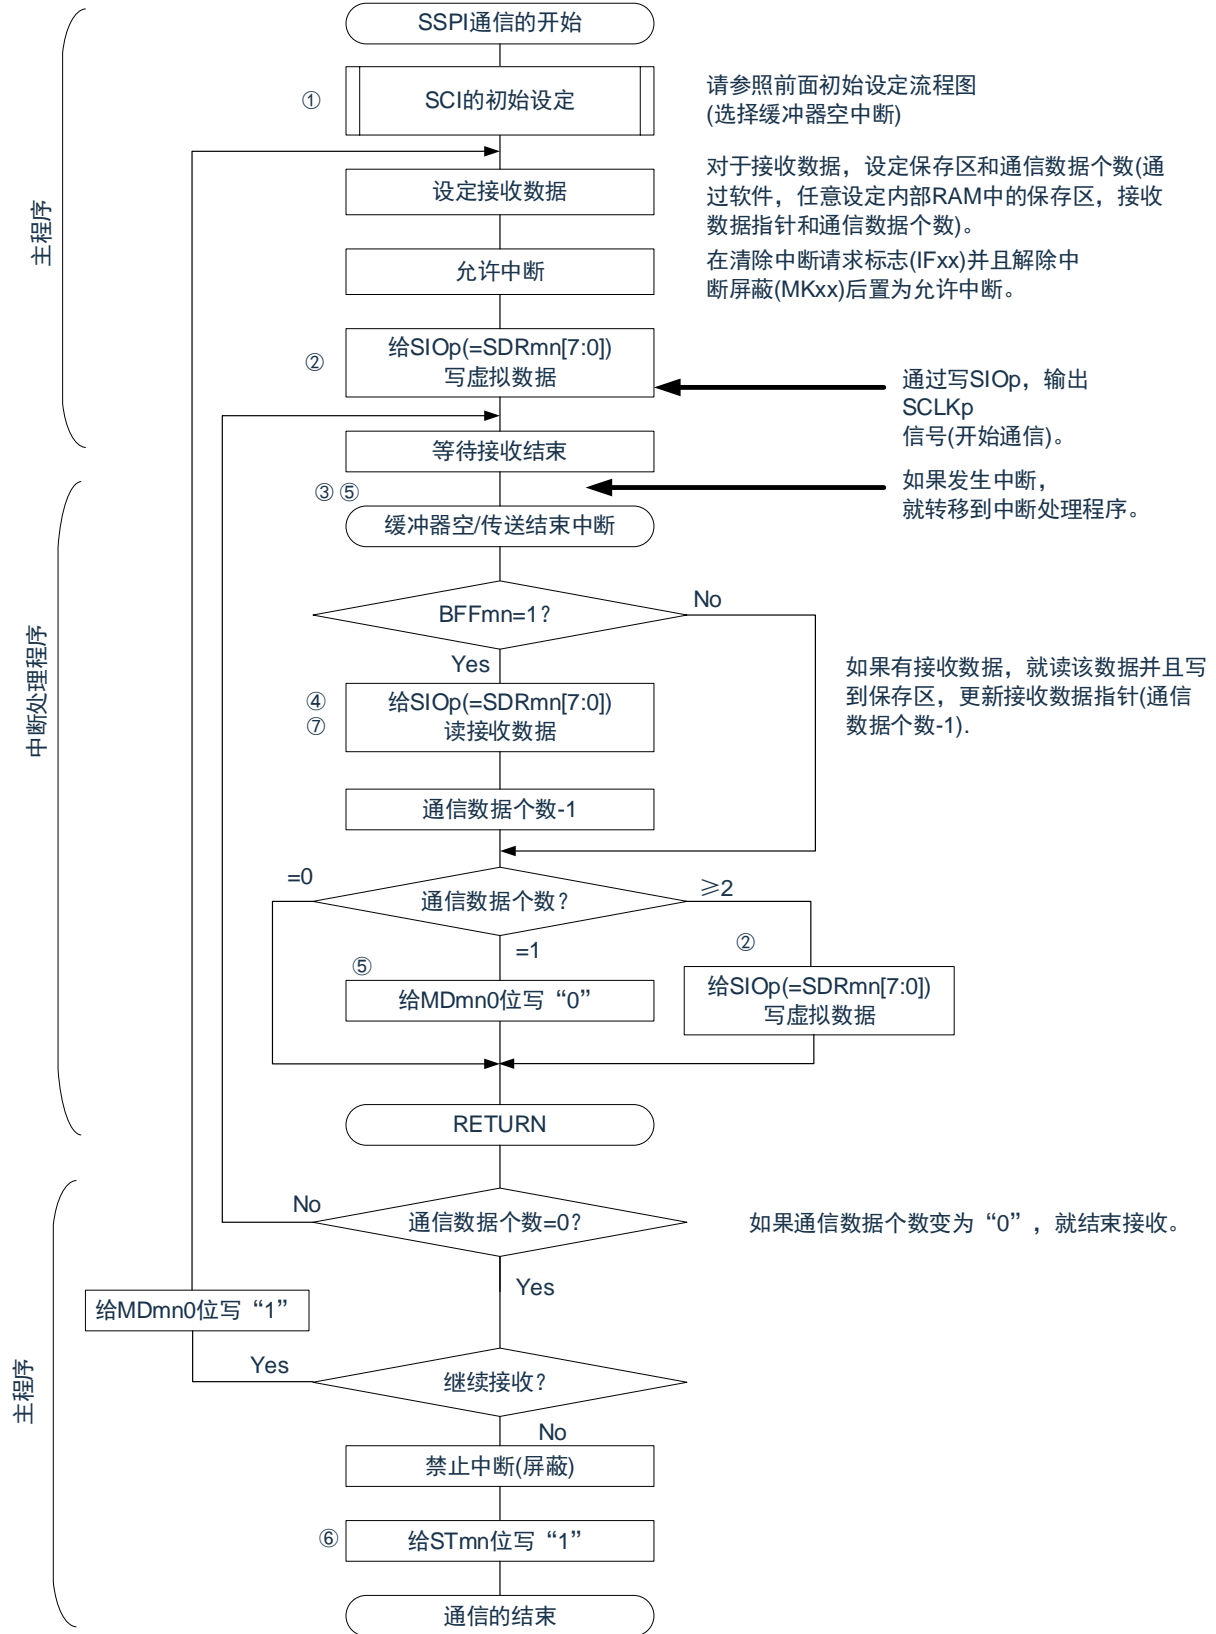 SSPI通信的开始
①
SCI的初始设定
请参照前面初始设定流程图
(选择缓冲器空中断)
设定接收数据
对于接收数据，设定保存区和通信数据个数(通
过软件，任意设定内部RAM中的保存区，接收
数据指针和通信数据个数)。
主程序
允许中断
在清除中断请求标志(IFxx)并且解除中
断屏蔽(MKxx)后置为允许中断。
②
给SIOp(=SDRmn[7:0])
写虚拟数据
通过写SIOp，输出
SCLKp
信号(开始通信)。
等待接收结束
③⑤
如果发生中断，
就转移到中断处理程序。
缓冲器空/传送结束中断
BFFmn=1?
No
Yes
中断处理程序
④
⑦
给SIOp(=SDRmn[7:0])
读接收数据
如果有接收数据，就读该数据并且写
到保存区，更新接收数据指针(通信
数据个数-1).
通信数据个数-1
=0
通信数据个数?
≥2
=1
②
⑤
给MDmn0位写“0”
给SIOp(=SDRmn[7:0])
写虚拟数据
RETURN
No
通信数据个数=0?
如果通信数据个数变为“0”，就结束接收。
Yes
给MDmn0位写“1”
Yes
继续接收?
主程序
No
禁止中断(屏蔽)
⑥
给STmn位写“1”
通信的结束